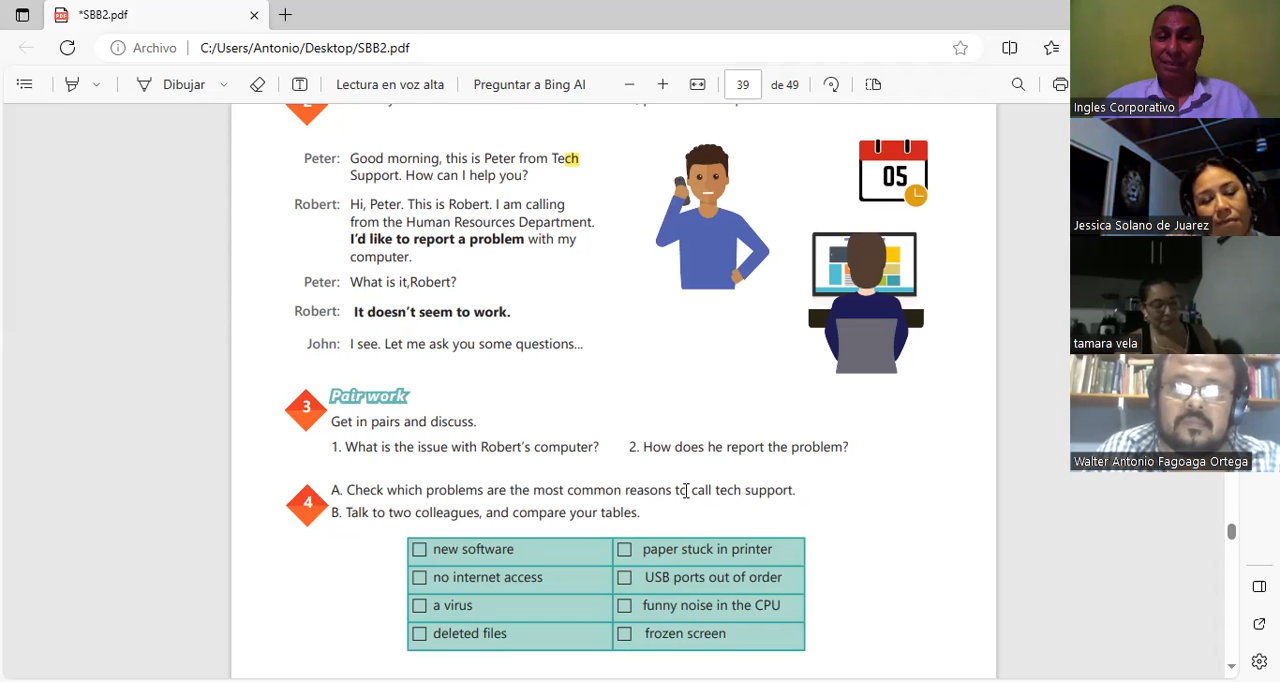 *SBB2.pdf
Archivo C:/Users/Antonio/Desktop/SBB2.pdf
Dibujar Lectura en voz alta Preguntar a Bing AI 39 de 49
Peter: Good morning, this is Peter from Tech
Support. How can I help you?
Robert: Hi, Peter. This is Robert. I am calling
from the Human Resources Department.
I'd like to report a problem with my
computer.
Peter: What is it,Robert?
Robert: It doesn't seem to work.
John: I see. Let me ask you some questions...
05
3 Pair work
Get in pairs and discuss.
1. What is the issue with Robert's computer? 2. How does he report the problem?
4 A. Check which problems are the most common reasons to call tech support.
B. Talk to two colleagues, and compare your tables.
new software paper stuck in printer
no internet access USB ports out of order
a virus funny noise in the CPU
deleted files frozen screen
Ingles Corporativo
Jessica Solano de Juarez
tamara vela
Walter Antonio Fagoaga Ortega